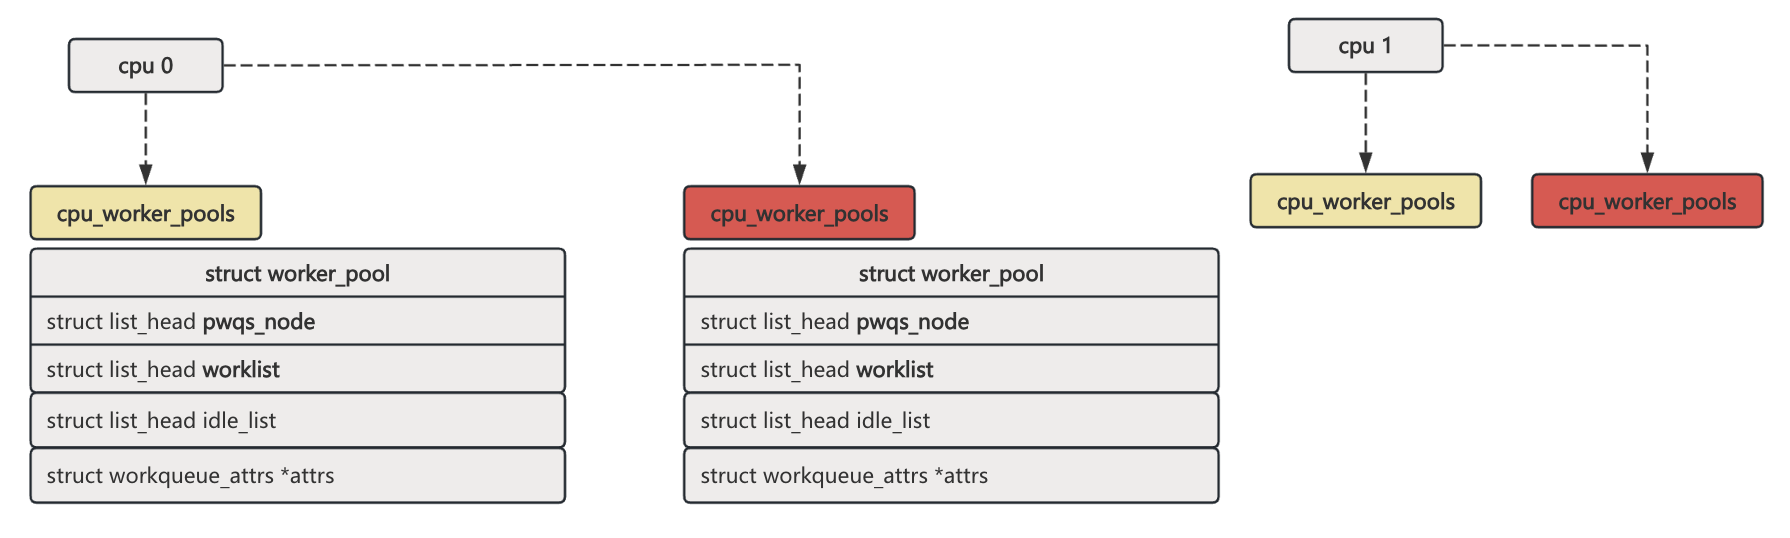 cpu 0
cpu 1
cpu_worker_pools
cpu_worker_pools
cpu_worker_pools
cpu_worker_pools
struct worker_pool
struct list_head pwqs_node
struct list_head worklist
struct list_head idle_list
struct workqueue_attrs *attrs
struct worker_pool
struct list_head pwqs_node
struct list_head worklist
struct list_head idle_list
struct workqueue_attrs *attrs